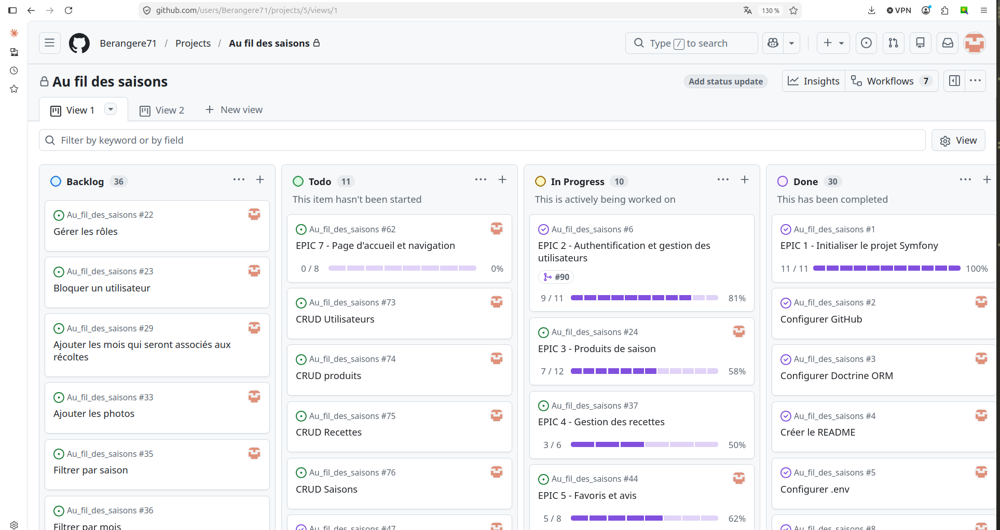 github.com/users/Berangere71/projects/5/views/1
130 %
VPN
Berangere71 / Projects / Au fil des saisons
Type / to search
Au fil des saisons
Add status update
Insights
Workflows 7
View 1
View 2
New view
Filter by keyword or by field
View
Backlog 36
Au_fil_des_saisons #22
Gérer les rôles
Au_fil_des_saisons #23
Bloquer un utilisateur
Au_fil_des_saisons #29
Ajouter les mois qui seront associés aux
récoltes
Au_fil_des_saisons #33
Ajouter les photos
Au_fil_des_saisons #35
Filtrer par saison
Au_fil_des_saisons #36
Filtrer par mois
Todo 11
This item hasn't been started
Au_fil_des_saisons #62
EPIC 7 - Page d'accueil et navigation
0 / 8 0%
Au_fil_des_saisons #73
CRUD Utilisateurs
Au_fil_des_saisons #74
CRUD produits
Au_fil_des_saisons #75
CRUD Recettes
Au_fil_des_saisons #76
CRUD Saisons
Au_fil_des_saisons #47
In Progress 10
This is actively being worked on
Au_fil_des_saisons #6
EPIC 2 - Authentification et gestion des
utilisateurs
#90
9 / 11 81%
Au_fil_des_saisons #24
EPIC 3 - Produits de saison
7 / 12 58%
Au_fil_des_saisons #37
EPIC 4 - Gestion des recettes
3 / 6 50%
Au_fil_des_saisons #44
EPIC 5 - Favoris et avis
5 / 8 62%
Done 30
This has been completed
Au_fil_des_saisons #1
EPIC 1 - Initialiser le projet Symfony
11 / 11 100%
Au_fil_des_saisons #2
Configurer GitHub
Au_fil_des_saisons #3
Configurer Doctrine ORM
Au_fil_des_saisons #4
Créer le README
Au_fil_des_saisons #5
Configurer .env
Au_fil_des_saisons #8